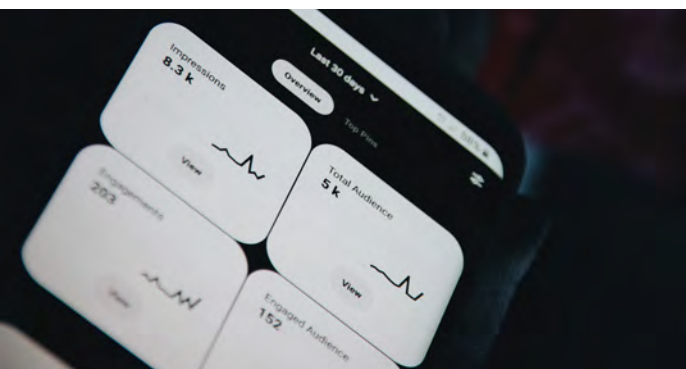 Last 30 days
Overview
Top Pins
Impressions
8.3 k
View
Total Audience
5 k
View
Engagements
203
View
Engaged Audience
152